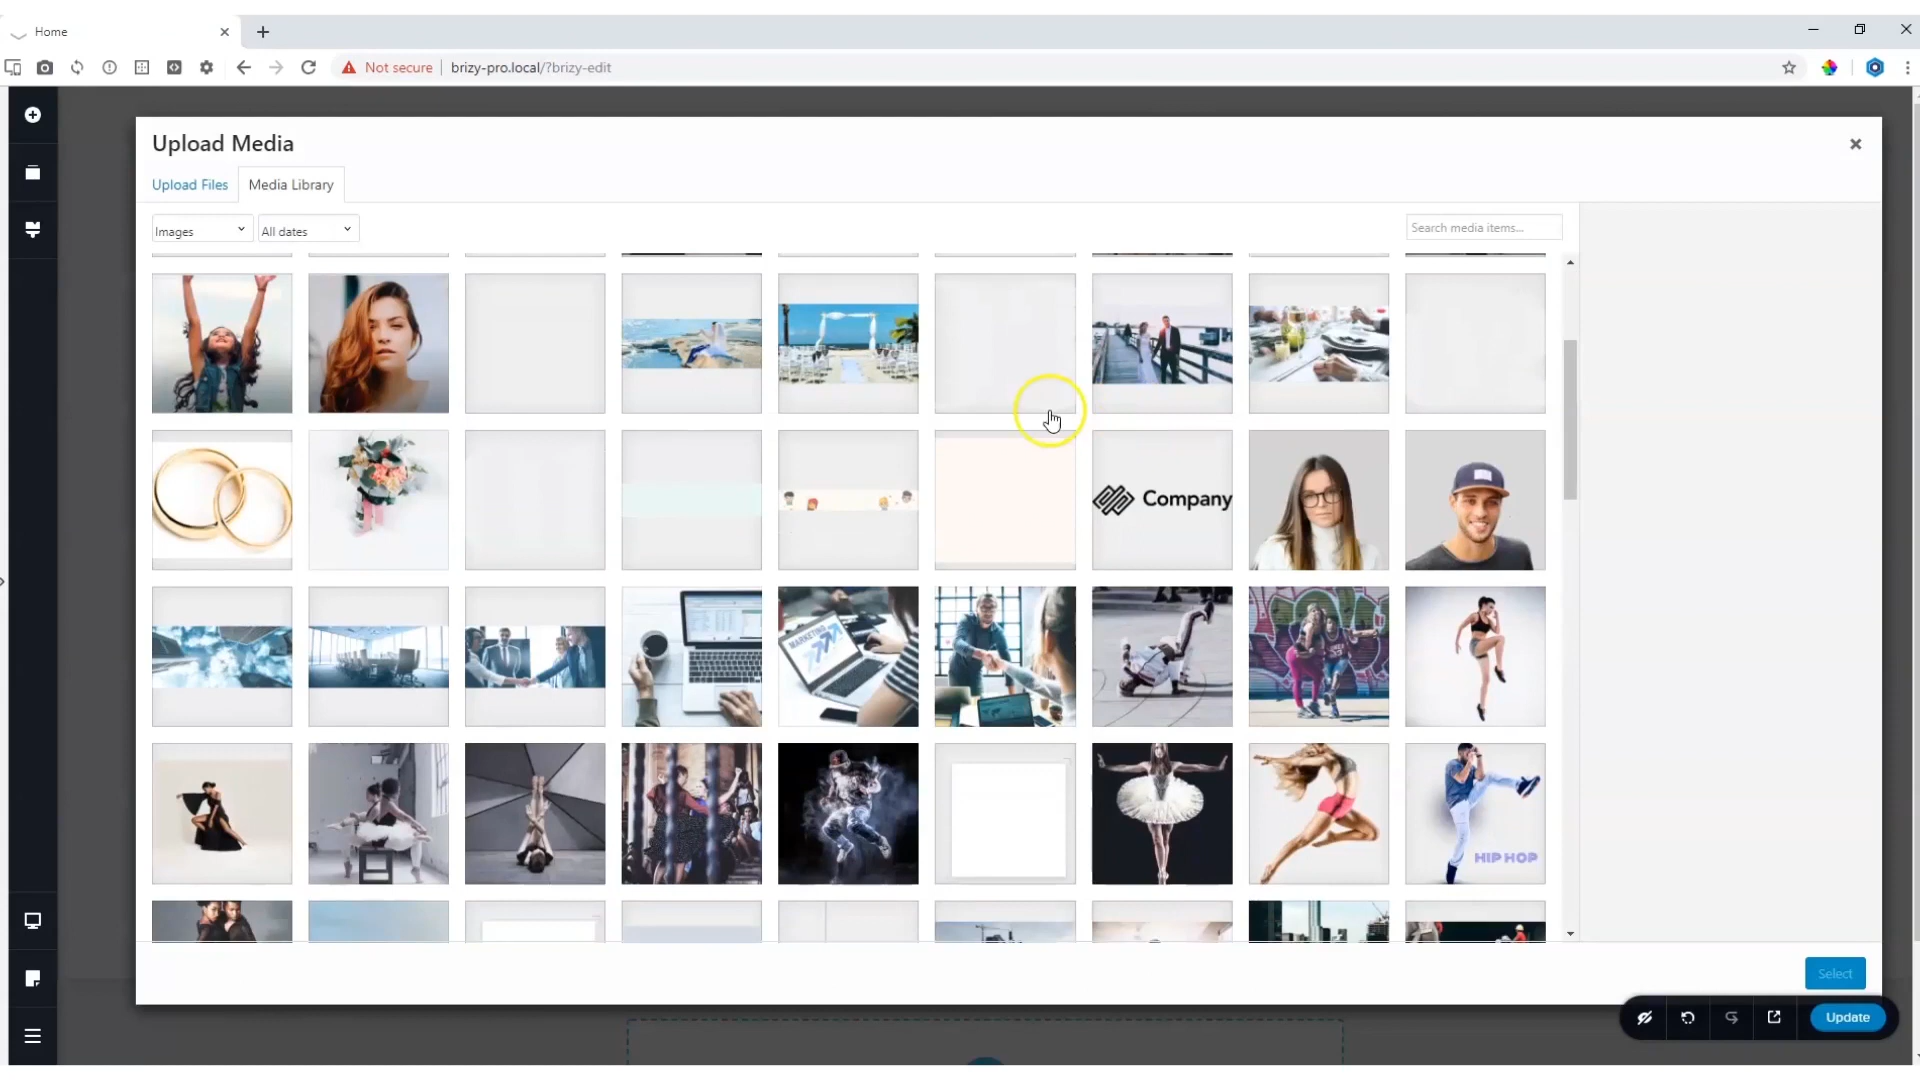 Home
Not secure
brizy-pro.local/?brizy-edit
Upload Media
Upload Files
Media Library
Images
All dates
Search media items...
Company
MARKETING
HIP HOP
Select
Update